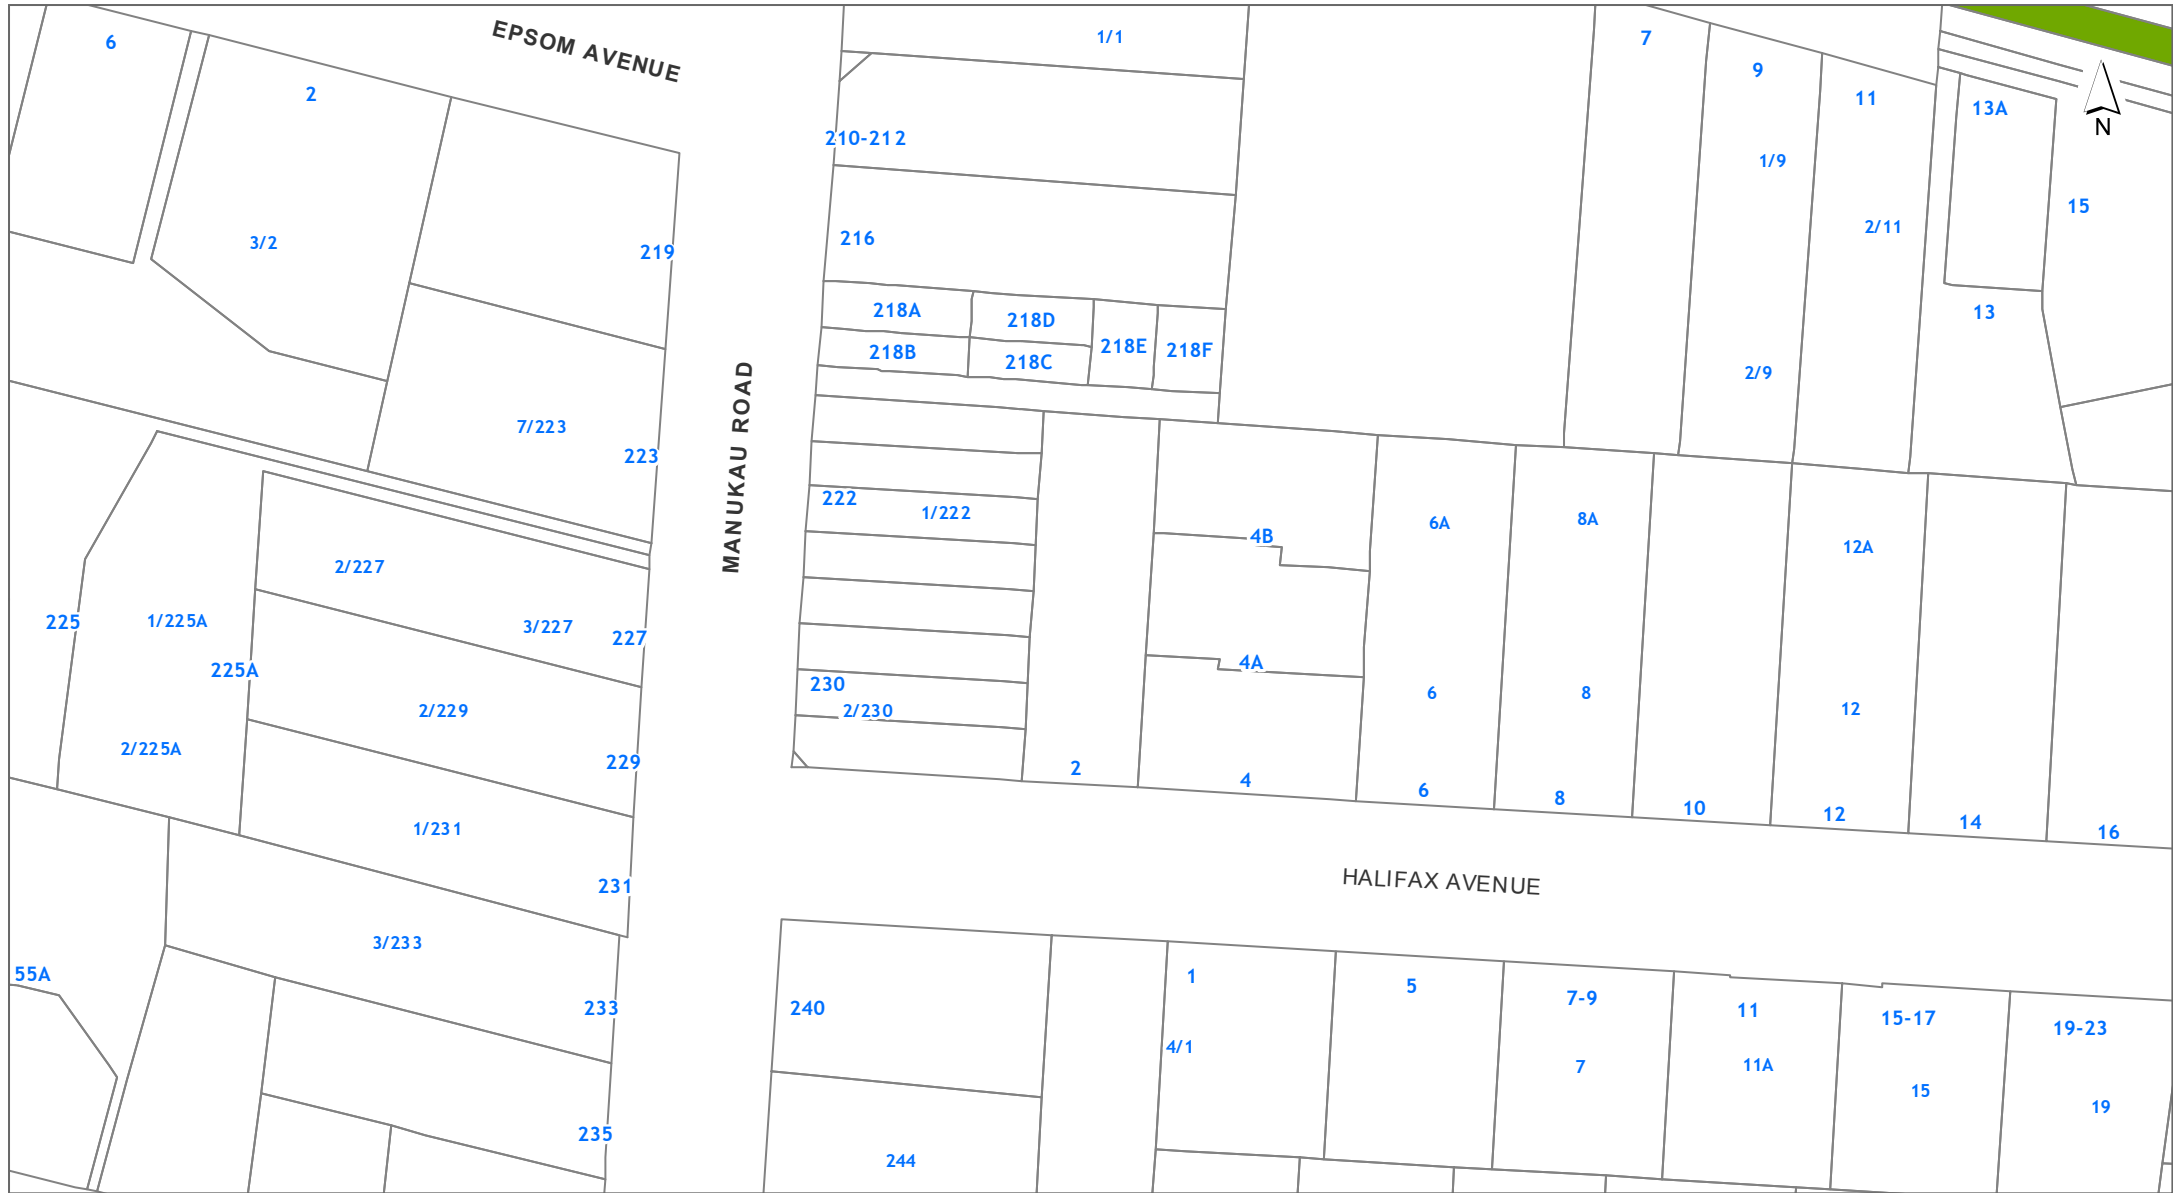 EPSOM AVENUE
6
2
3/2
219
7/223
223
1/1
210-212
216
218A
218D
218B
218C
218E
218F
7
9
1/9
2/9
11
2/11
13A
13
15
N
MANUKAU ROAD
222
1/222
230
2/230
2
4B
4A
4
6A
6
6
8A
8
8
10
12A
12
12
14
16
225
1/225A
225A
2/225A
2/227
3/227
227
2/229
229
1/231
231
3/233
233
55A
235
HALIFAX AVENUE
240
244
1
4/1
5
7-9
7
11
11A
15-17
15
19-23
19